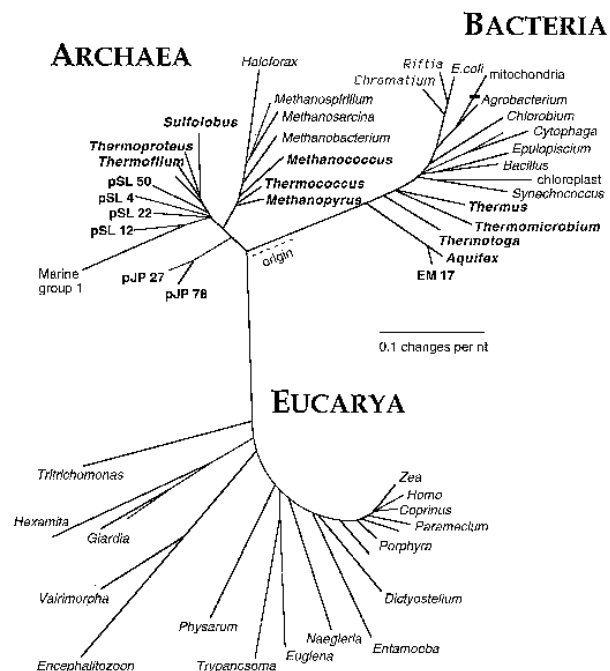 BACTERIA
ARCHAEA
Haloforax
Riftia
E.coli
mitochondria
Chromatium
Agrobacterium
Methanospirillum
Methanosarcina
Chlorobium
Sulfolobus
Methanobacterium
Cytophaga
Thermoproteus
Epulopiscium
Thermofilum
Methanococcus
Bacillus
pSL 50
Thermococcus
chloroplast
pSL 4
Methanopyrus
Synechococcus
pSL 22
Thermus
pSL 12
Thermomicrobium
Thermotoga
origin
Aquifex
Marine
group 1
pJP 27
EM 17
pJP 78
0.1 changes per nt
EUCARYA
Tritrichomonas
Zea
Homo
Coprinus
Hexamita
Paramecium
Giardia
Porphyra
Vairimorpha
Dictyostelium
Physarum
Naegleria
Entamoeba
Euglena
Encephalitozoon
Trypanosoma